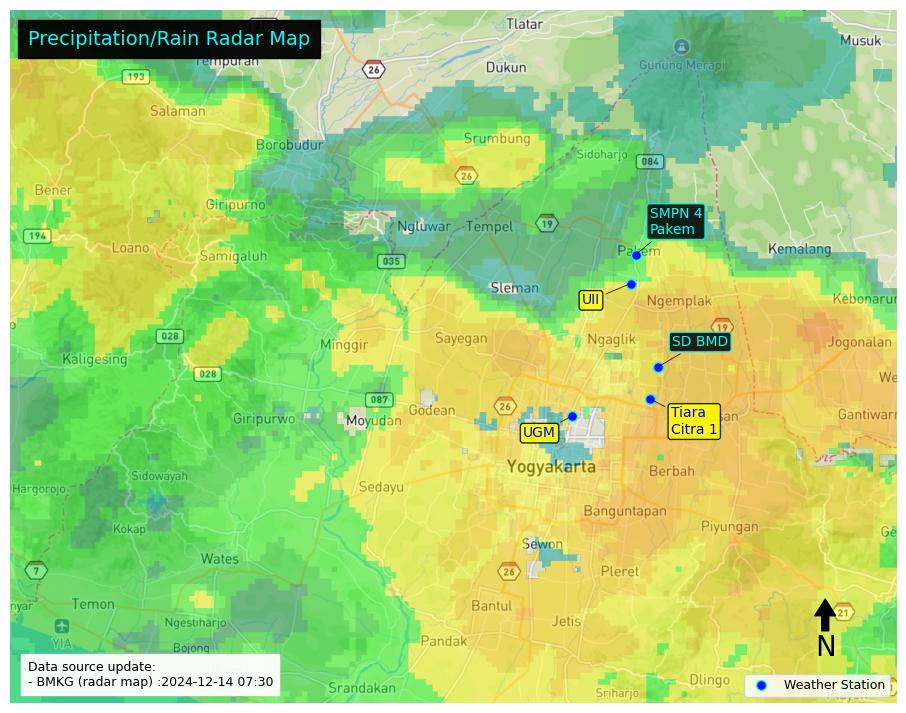 Precipitation/Rain Radar Map
Tlatar
Musuk
Tempuran
26
Dukun
Gunung Merapi
193
Salaman
Borobudur
Srumbung
Sidoharjo
084
26
Bener
Giripurno
SMPN 4
Pakem
194
Loano
Samigaluh
Ngluwar
Tempel
19
Pakem
Kemalang
035
Sleman
UII
Ngemplak
Kebonarum
028
Minggir
Sayegan
Ngaglik
19
SD BMD
Jogonalan
Kaligesing
028
087
Godean
26
Giripurwo
Moyudan
UGM
Tiara
Citra 1
Gantiwarn
Yogyakarta
Berbah
Sidowayah
Hargorojo
Sedayu
Kokap
Banguntapan
Piyungan
Sewon
Wates
7
26
Pleret
Temon
Bantul
21
Ngestiharjo
Jetis
YIA
Bojong
Pandak
N
Data source update:
- BMKG (radar map) :2024-12-14 07:30
Srandakan
Sriharjo
Dlingo
Weather Station